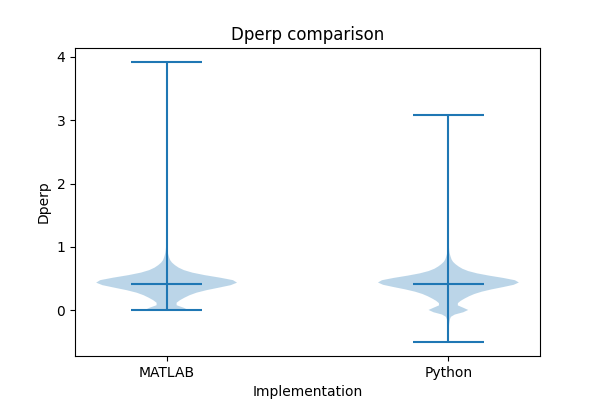 Dperp comparison
4
3
2
1
0
Dperp
MATLAB
Python
Implementation